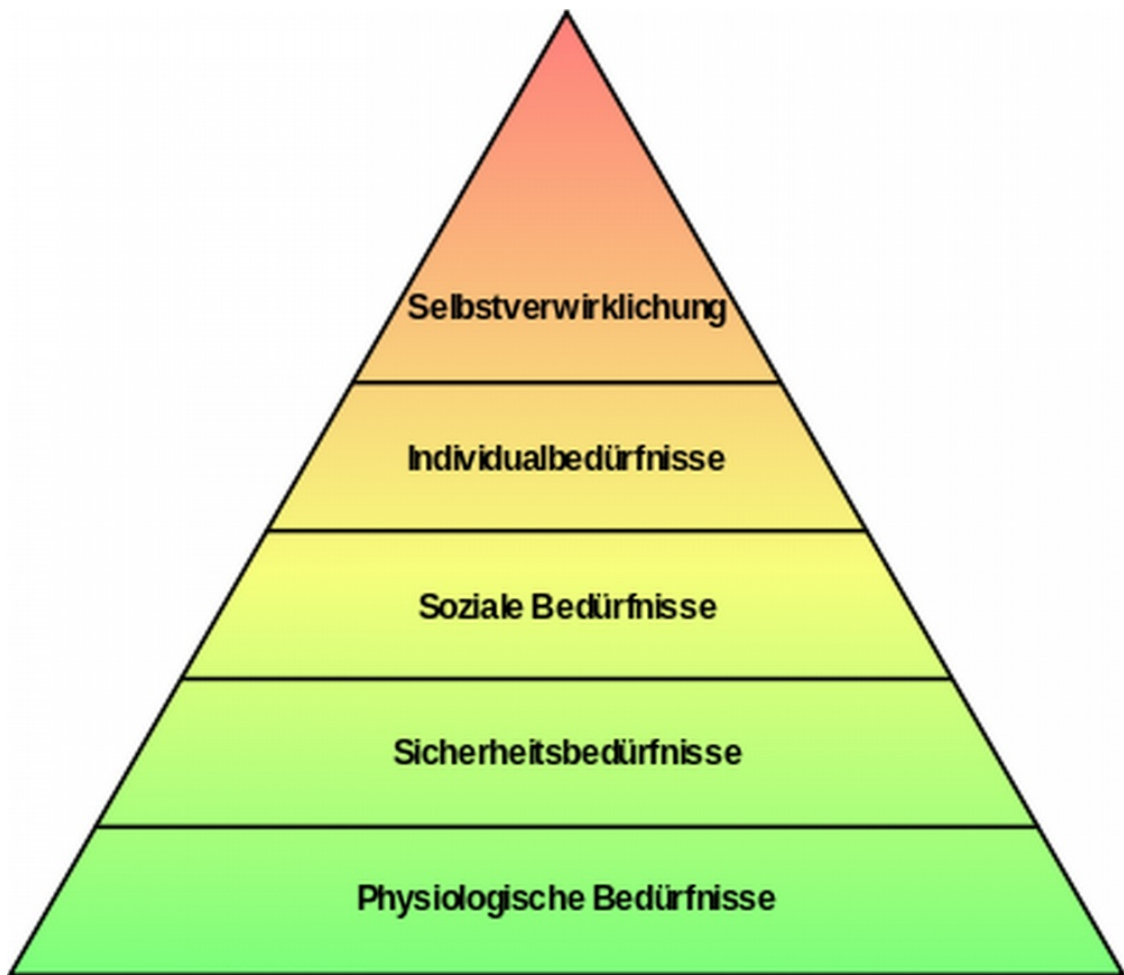 Selbstverwirklichung
Individualbedürfnisse
Soziale Bedürfnisse
Sicherheitsbedürfnisse
Physiologische Bedürfnisse